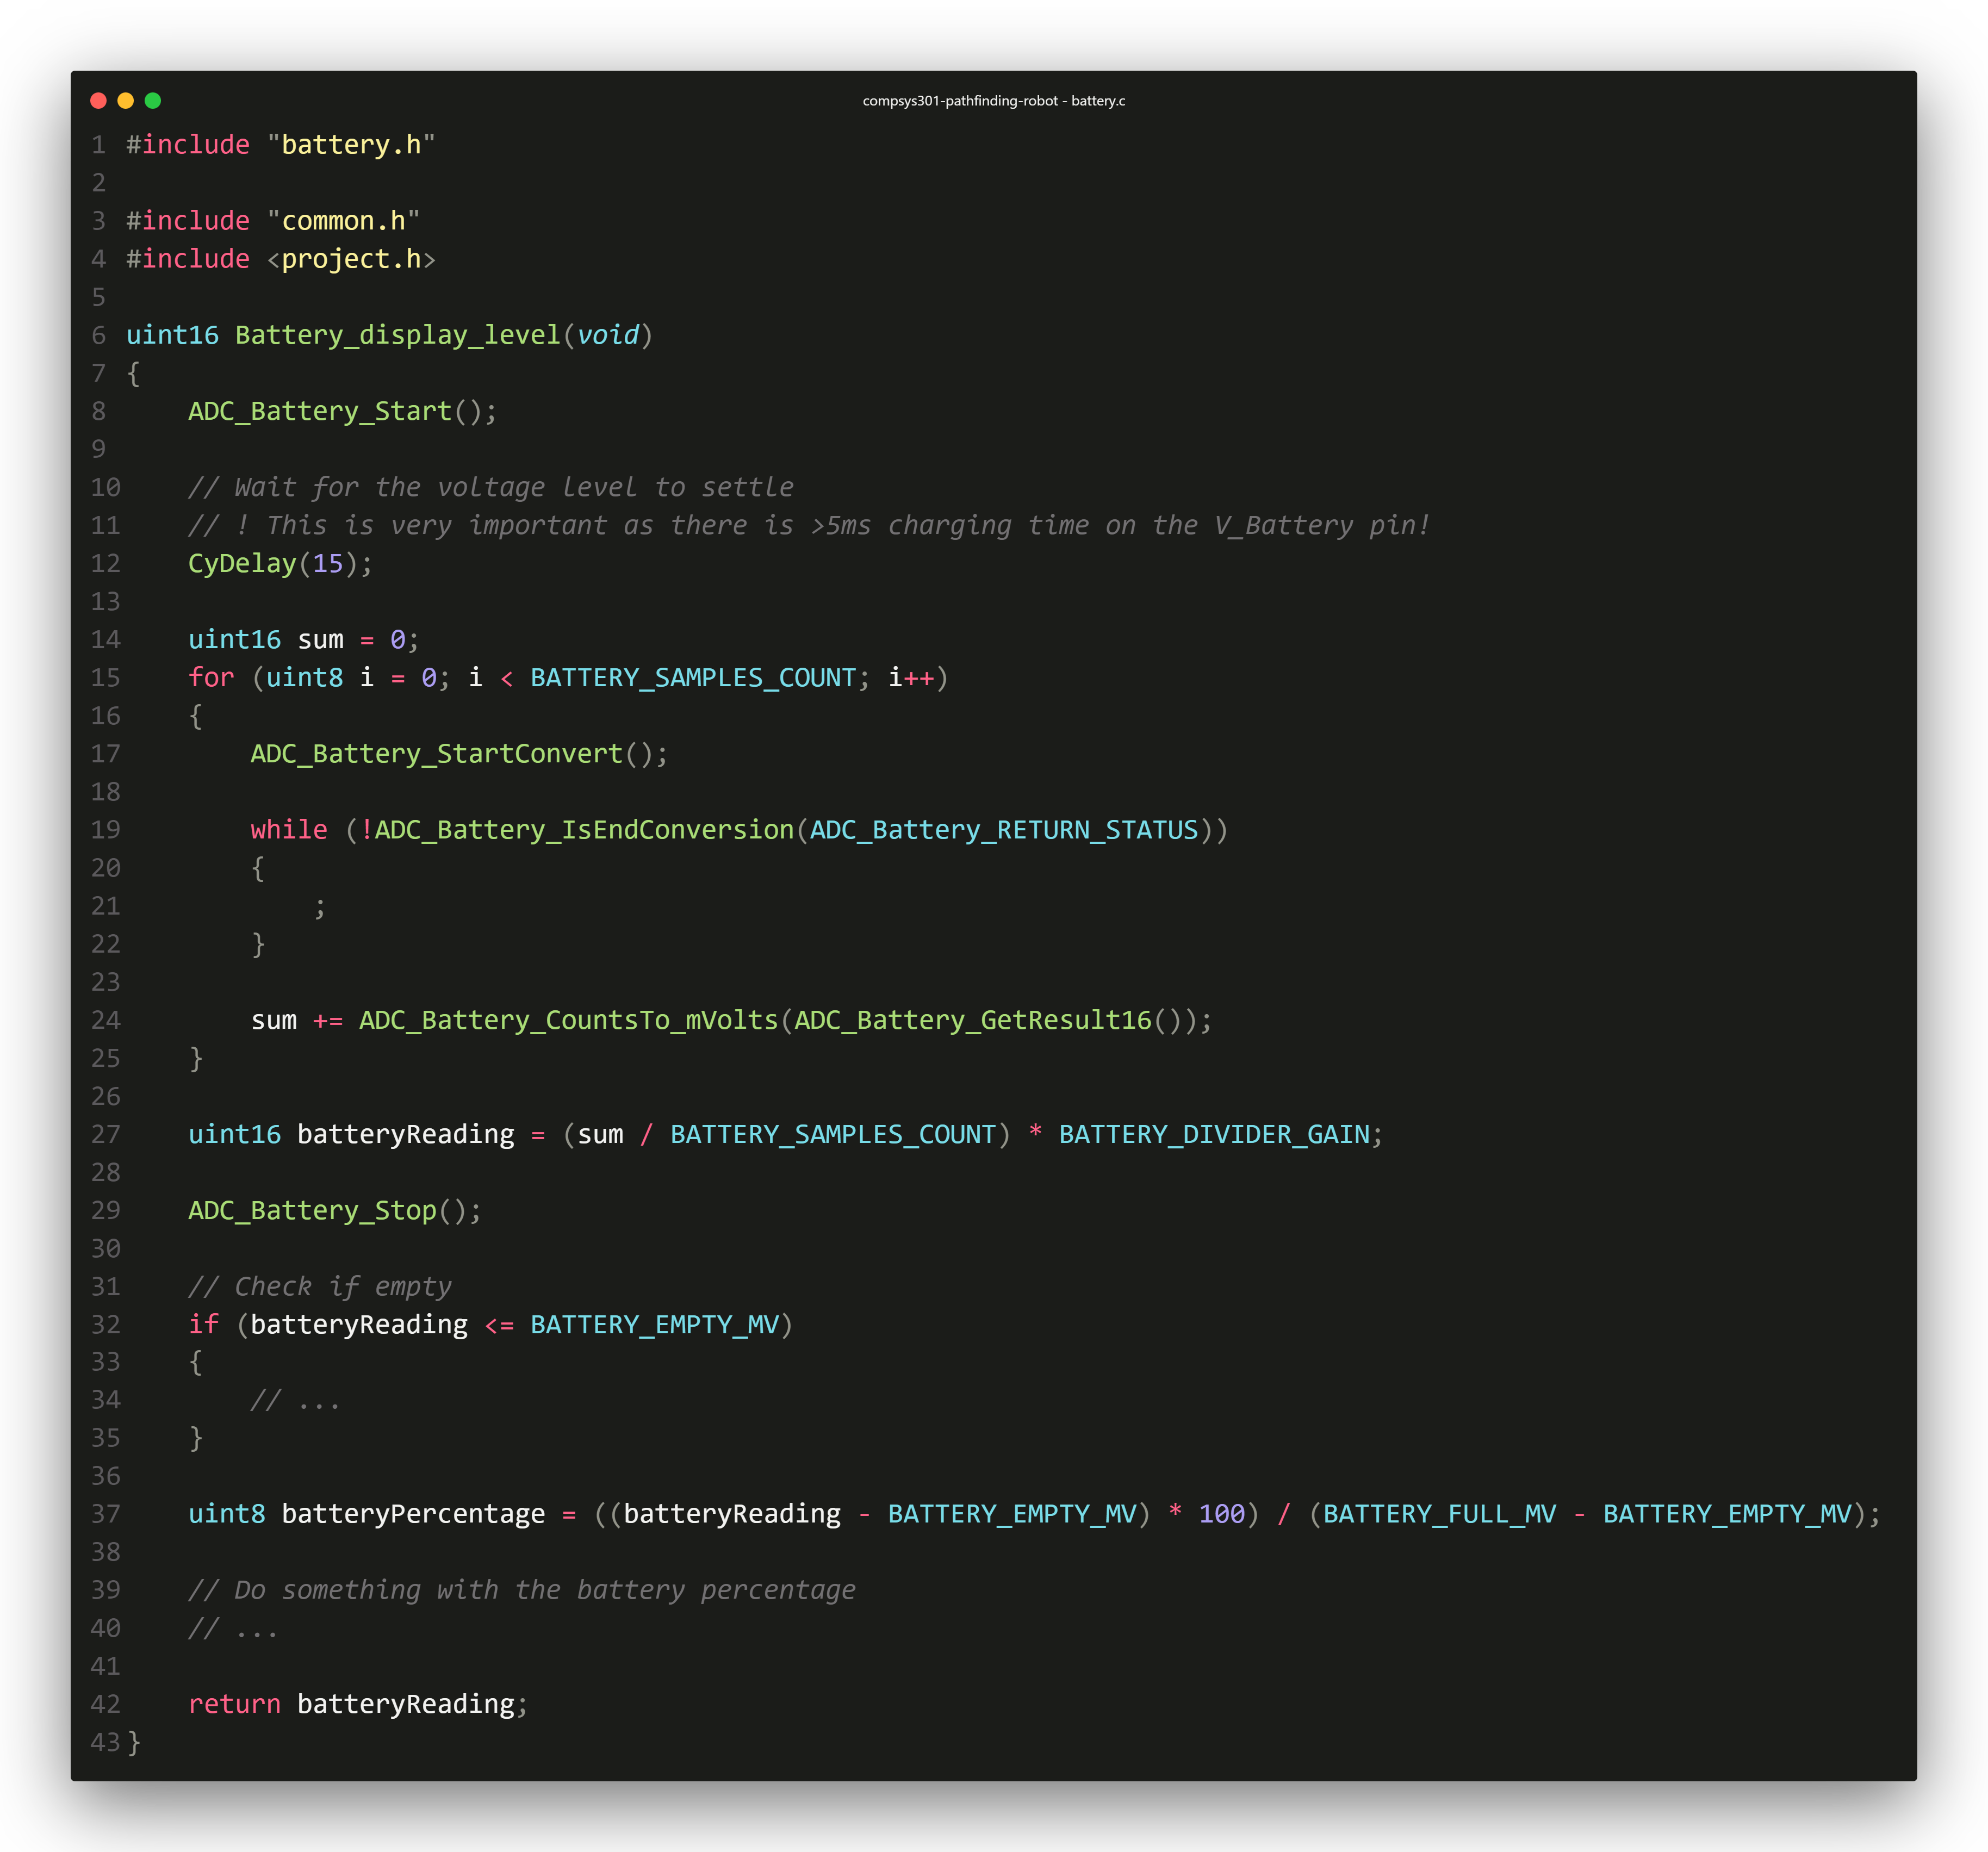 compsys301-pathfinding-robot - battery.c
1 #include "battery.h"
2
3 #include "common.h"
4 #include <project.h>
5
6 uint16 Battery_display_level(void)
7 {
8     ADC_Battery_Start();
9
10     // Wait for the voltage level to settle
11     // ! This is very important as there is >5ms charging time on the V_Battery pin!
12     CyDelay(15);
13
14     uint16 sum = 0;
15     for (uint8 i = 0; i < BATTERY_SAMPLES_COUNT; i++)
16     {
17         ADC_Battery_StartConvert();
18
19         while (!ADC_Battery_IsEndConversion(ADC_Battery_RETURN_STATUS))
20         {
21             ;
22         }
23
24         sum += ADC_Battery_CountsTo_mVolts(ADC_Battery_GetResult16());
25     }
26
27     uint16 batteryReading = (sum / BATTERY_SAMPLES_COUNT) * BATTERY_DIVIDER_GAIN;
28
29     ADC_Battery_Stop();
30
31     // Check if empty
32     if (batteryReading <= BATTERY_EMPTY_MV)
33     {
34         // ...
35     }
36
37     uint8 batteryPercentage = ((batteryReading - BATTERY_EMPTY_MV) * 100) / (BATTERY_FULL_MV - BATTERY_EMPTY_MV);
38
39     // Do something with the battery percentage
40     // ...
41
42     return batteryReading;
43 }